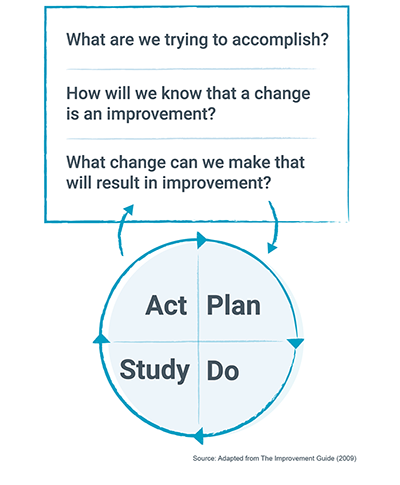 What are we trying to accomplish?
How will we know that a change
is an improvement?
What change can we make that
will result in improvement?
Act Plan
Study Do
Source: Adapted from The Improvement Guide (2009)